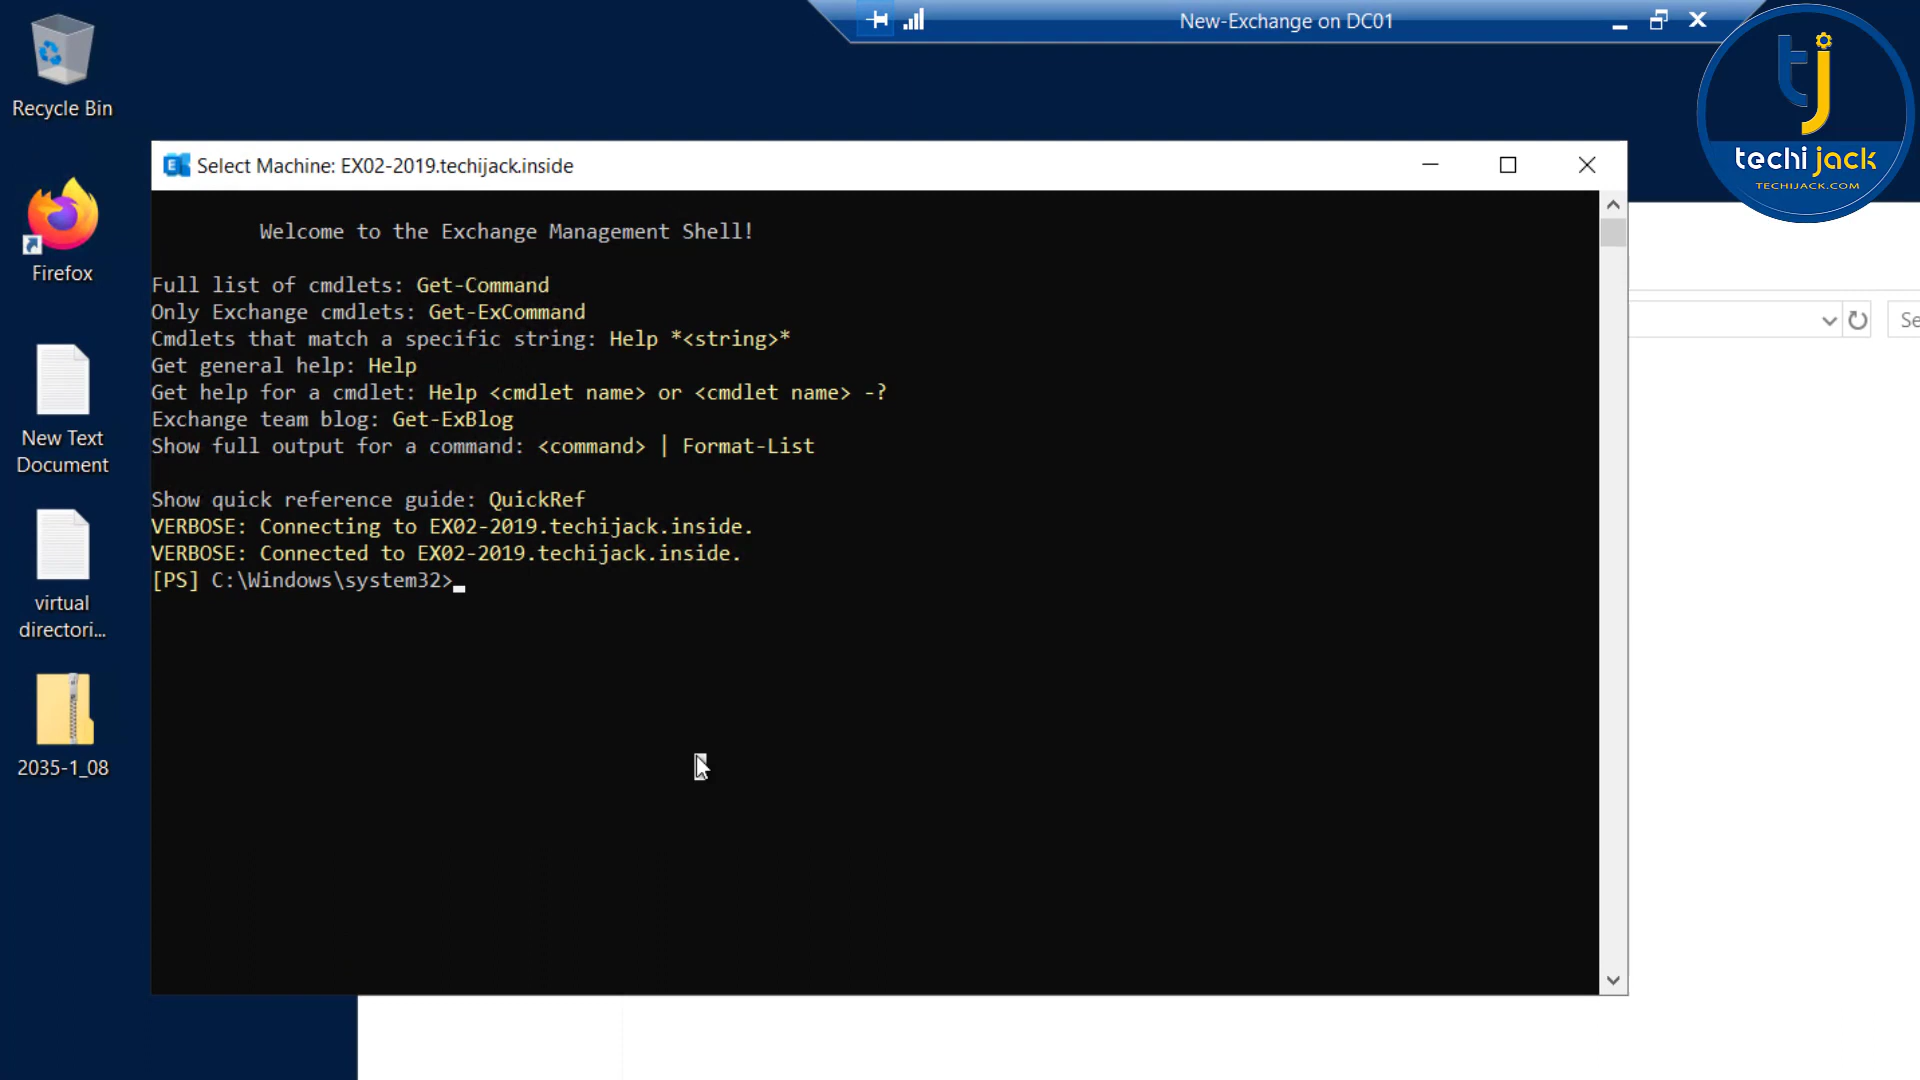 New-Exchange on DC01
tj
techijack
TECHIJACK.COM
Recycle Bin
Firefox
New Text
Document
virtual
directori...
2035-1_08
Select Machine: EX02-2019.techijack.inside
Welcome to the Exchange Management Shell!
Full list of cmdlets: Get-Command
Only Exchange cmdlets: Get-ExCommand
Cmdlets that match a specific string: Help *<string>*
Get general help: Help
Get help for a cmdlet: Help <cmdlet name> or <cmdlet name> -?
Exchange team blog: Get-ExBlog
Show full output for a command: <command> | Format-List
Show quick reference guide: QuickRef
VERBOSE: Connecting to EX02-2019.techijack.inside.
VERBOSE: Connected to EX02-2019.techijack.inside.
[PS] C:\Windows\system32>
Se